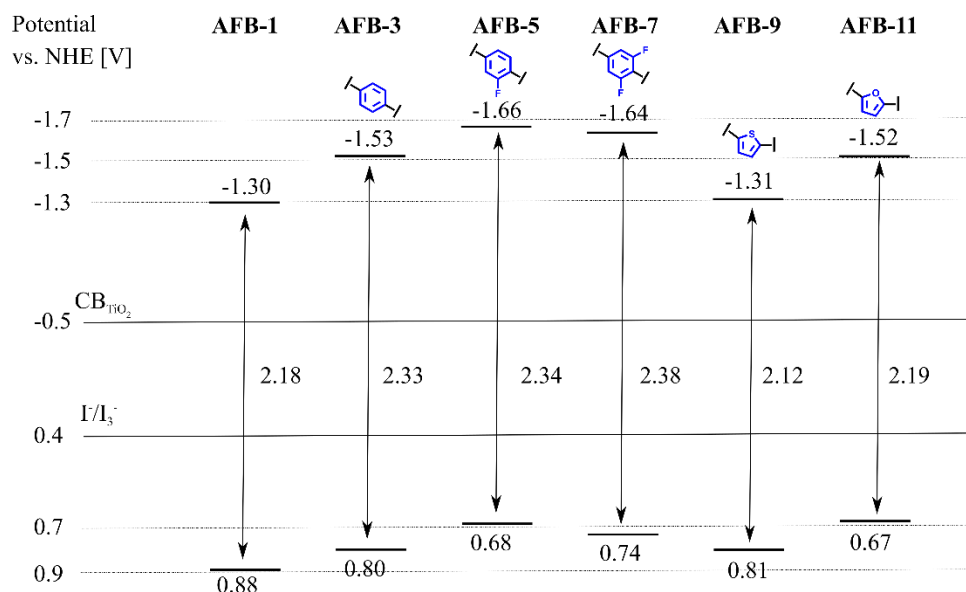 Potential
vs. NHE [V]
AFB-1 AFB-3 AFB-5 AFB-7 AFB-9 AFB-11
F
F
F
S
O
-1.7
-1.66 -1.64
-1.53 -1.52
-1.5
-1.30 -1.31
-1.3
CB TiO₂
-0.5
2.18 2.33 2.34 2.38 2.12 2.19
I⁻/I₃⁻
0.4
0.7
0.68 0.74 0.67
0.80 0.81
0.88
0.9